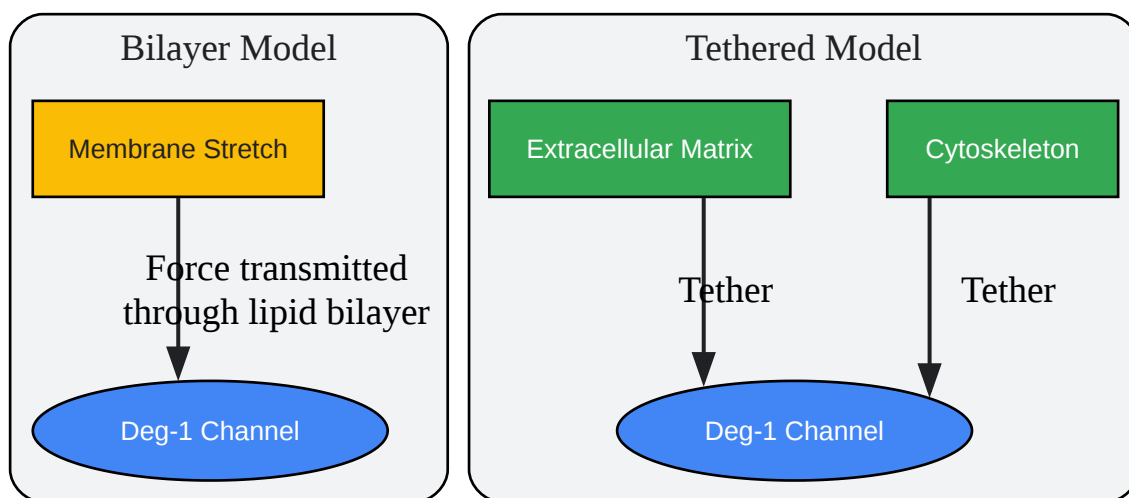 Bilayer Model
Membrane Stretch
Force transmitted
through lipid bilayer
Deg-1 Channel
Tethered Model
Extracellular Matrix
Cytoskeleton
Tether
Tether
Deg-1 Channel